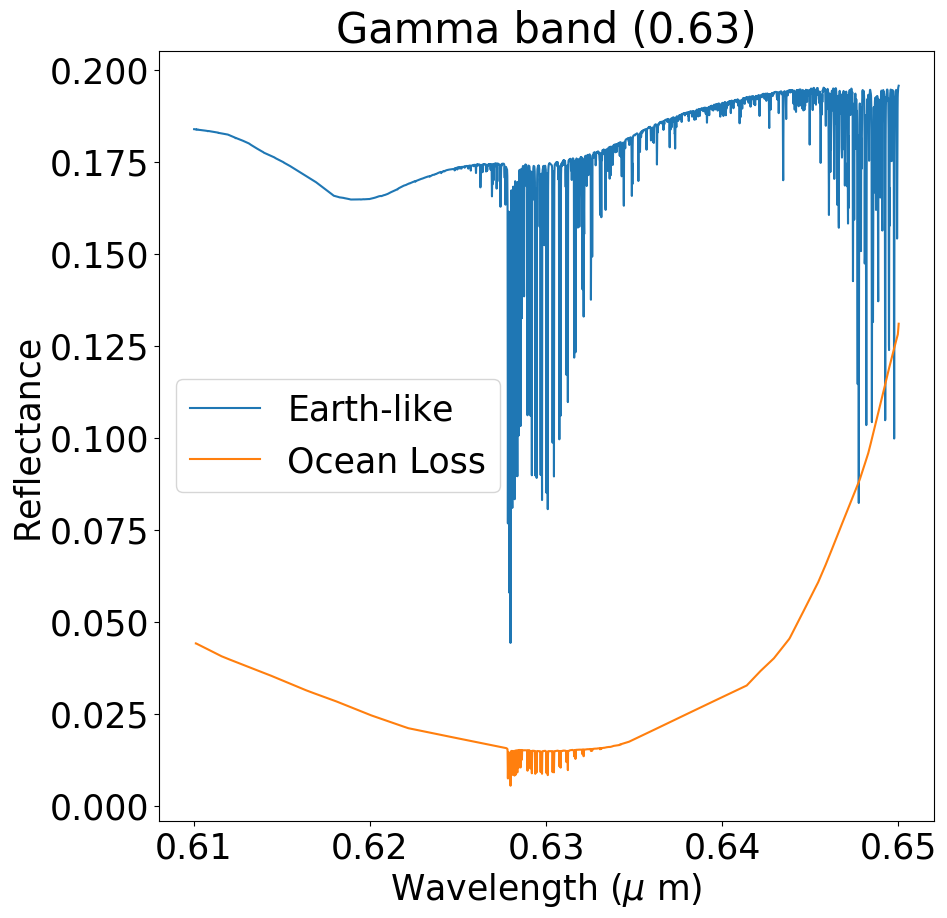 Gamma band (0.63)
0.200
0.175
0.150
0.125
0.100
0.075
0.050
0.025
0.000
Reflectance
Earth-like
Ocean Loss
0.61 0.62 0.63 0.64 0.65
Wavelength (μ m)